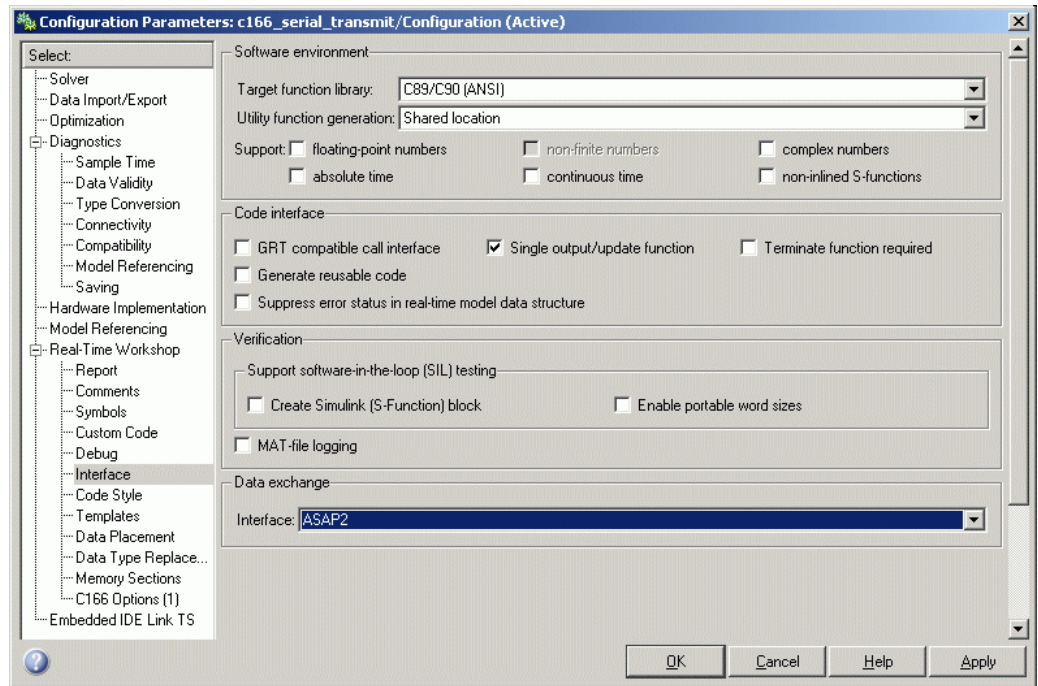 Configuration Parameters: c166_serial_transmit/Configuration (Active)
Select:
Solver
Data Import/Export
Optimization
Diagnostics
Sample Time
Data Validity
Type Conversion
Connectivity
Compatibility
Model Referencing
Saving
Hardware Implementation
Model Referencing
Real-Time Workshop
Report
Comments
Symbols
Custom Code
Debug
Interface
Code Style
Templates
Data Placement
Data Type Replace...
Memory Sections
C166 Options (1)
Embedded IDE Link TS
Software environment
Target function library: C89/C90 (ANSI)
Utility function generation: Shared location
Support: floating-point numbers non-finite numbers complex numbers
absolute time continuous time non-inlined S-functions
Code interface
GRT compatible call interface Single output/update function Terminate function required
Generate reusable code
Suppress error status in real-time model data structure
Verification
Support software-in-the-loop (SIL) testing
Create Simulink (S-Function) block Enable portable word sizes
MAT-file logging
Data exchange
Interface: ASAP2
OK Cancel Help Apply